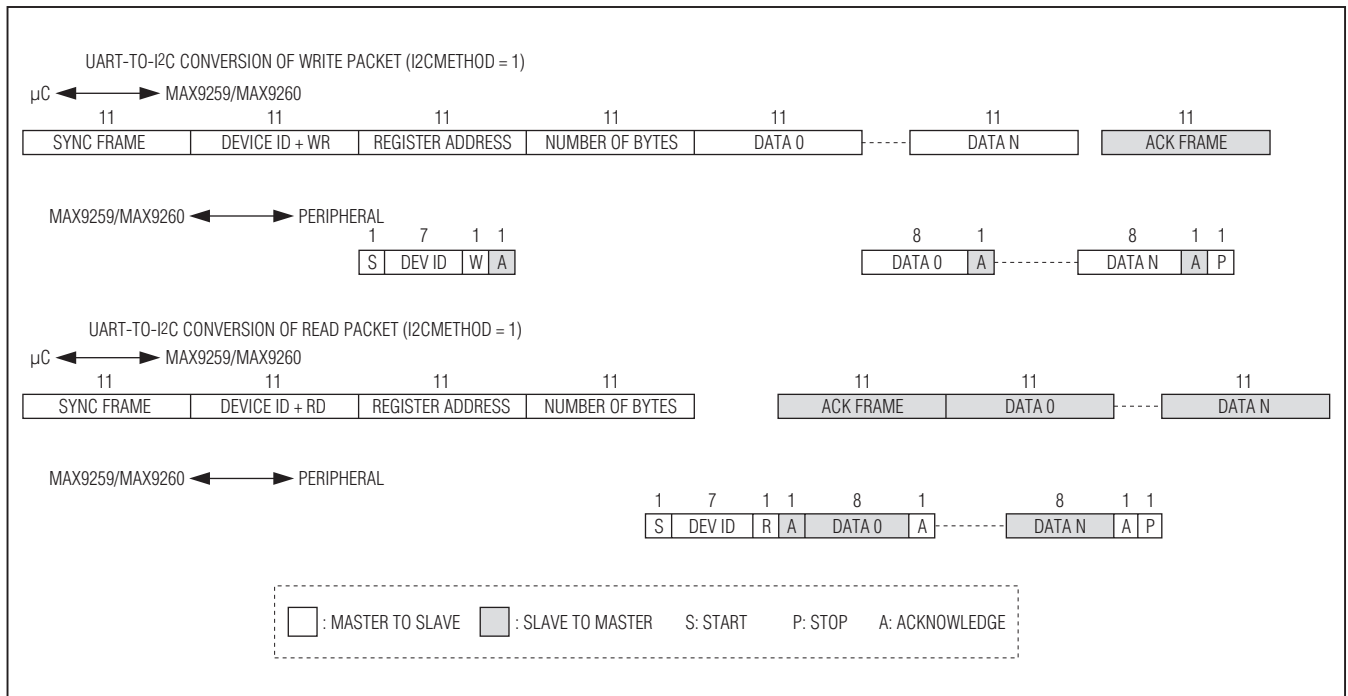 UART-TO-I2C CONVERSION OF WRITE PACKET (I2CMETHOD = 1)
µC MAX9259/MAX9260
11 11 11 11 11 11 11
SYNC FRAME DEVICE ID + WR REGISTER ADDRESS NUMBER OF BYTES DATA 0 DATA N ACK FRAME
MAX9259/MAX9260 PERIPHERAL
1 7 1 1 8 1 8 1 1
S DEV ID W A DATA 0 A DATA N A P
UART-TO-I2C CONVERSION OF READ PACKET (I2CMETHOD = 1)
µC MAX9259/MAX9260
11 11 11 11 11 11 11
SYNC FRAME DEVICE ID + RD REGISTER ADDRESS NUMBER OF BYTES ACK FRAME DATA 0 DATA N
MAX9259/MAX9260 PERIPHERAL
1 7 1 1 8 1 8 1 1
S DEV ID R A DATA 0 A DATA N A P
: MASTER TO SLAVE : SLAVE TO MASTER S: START P: STOP A: ACKNOWLEDGE